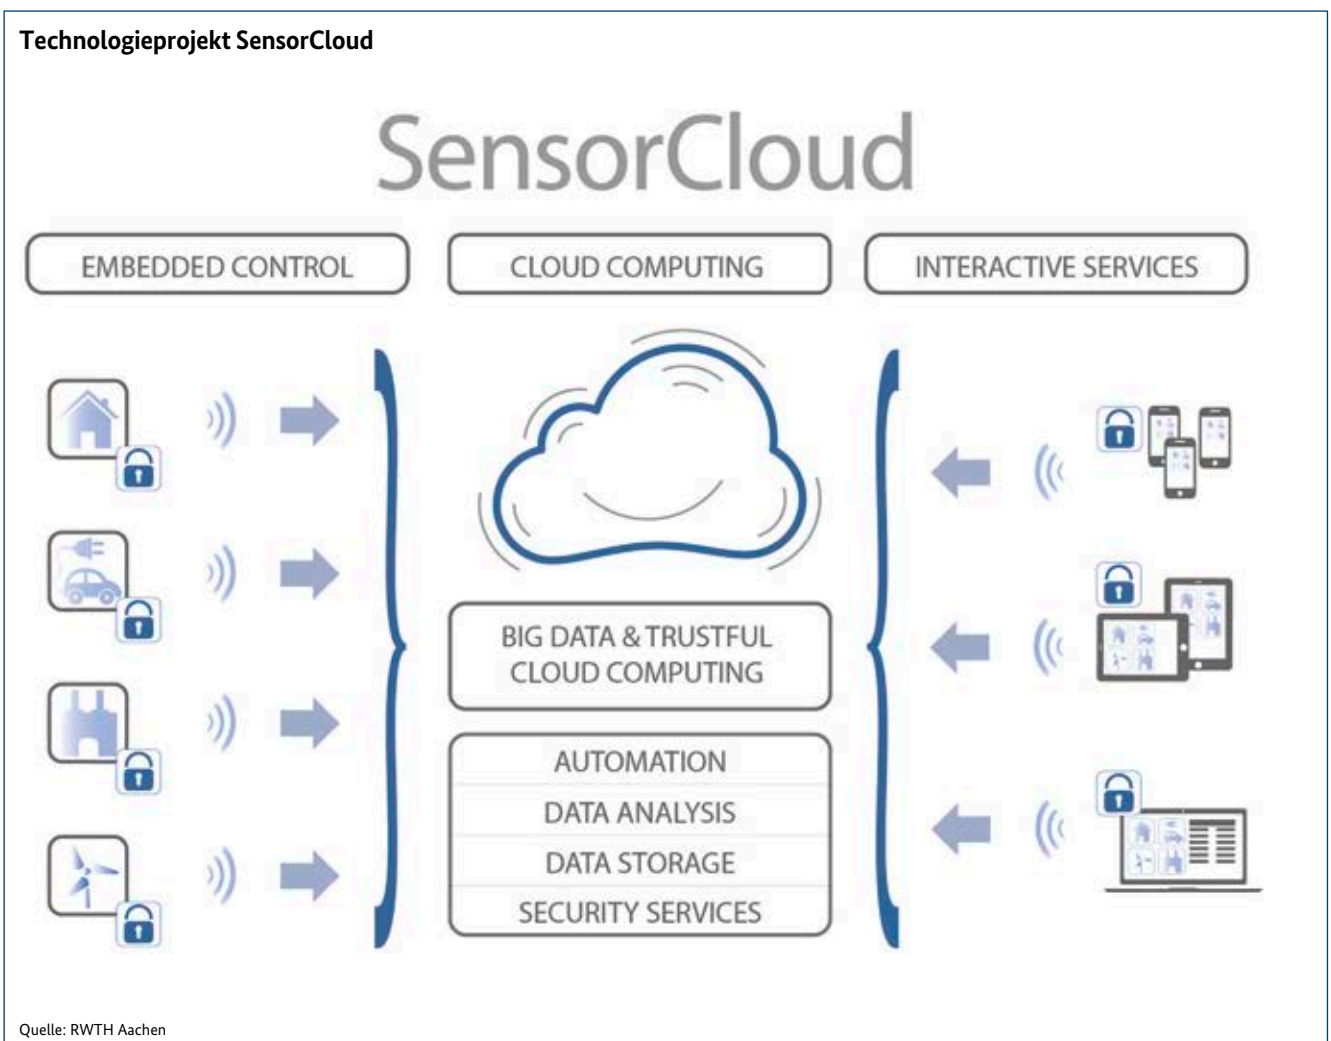 Technologieprojekt SensorCloud
SensorCloud
EMBEDDED CONTROL
CLOUD COMPUTING
INTERACTIVE SERVICES
BIG DATA & TRUSTFUL
CLOUD COMPUTING
AUTOMATION
DATA ANALYSIS
DATA STORAGE
SECURITY SERVICES
Quelle: RWTH Aachen